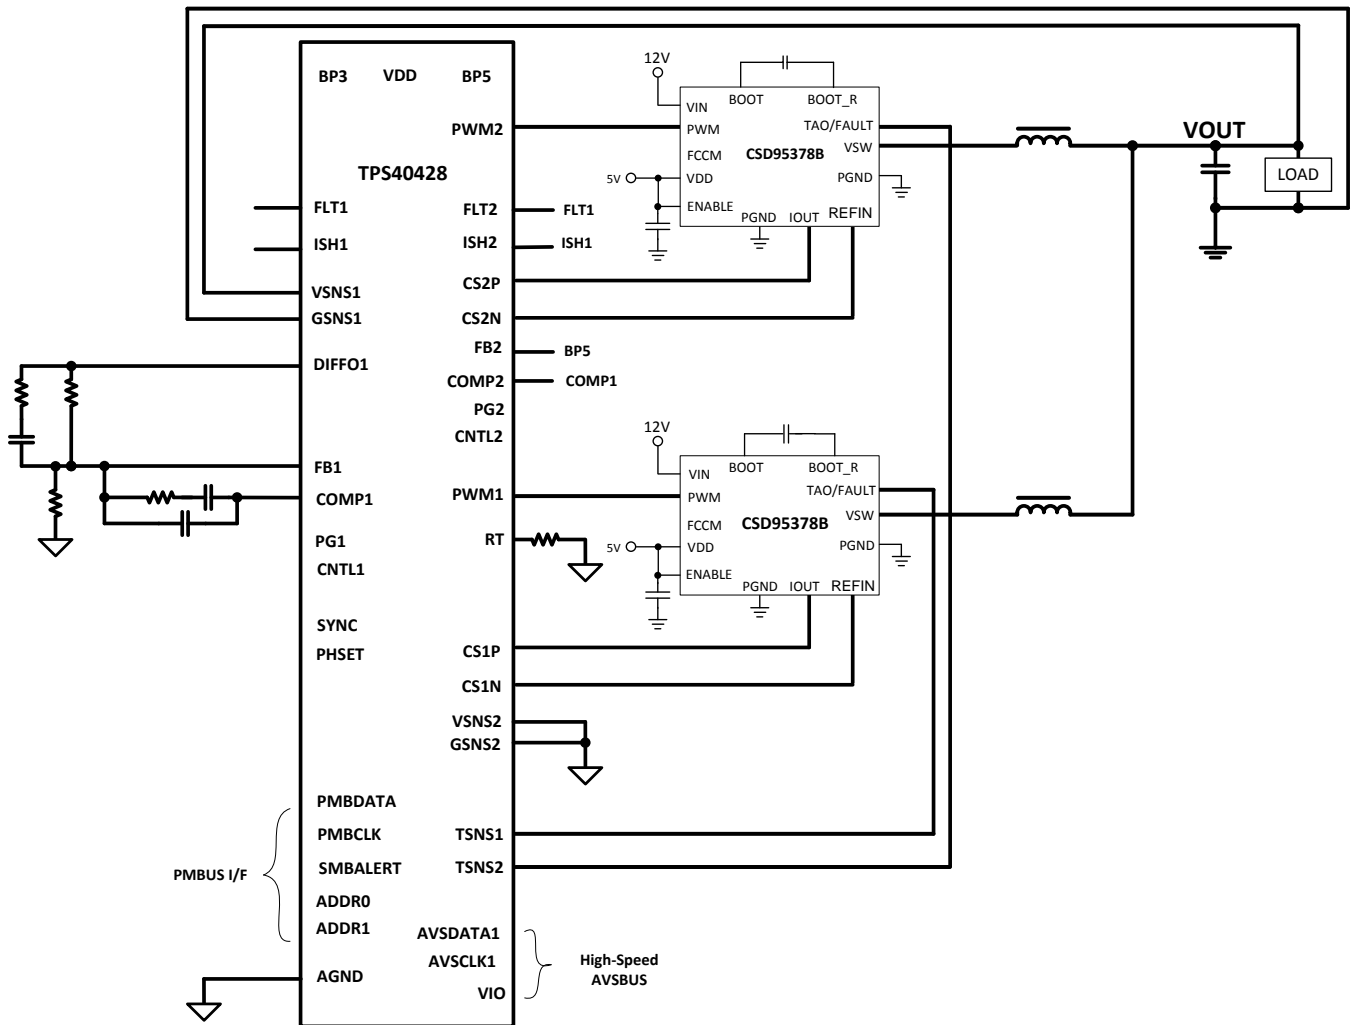 BP3 VDD BP5
TPS40428
PWM2
FLT1
ISH1
VSNS1
GSNS1
DIFFO1
FB1
COMP1
PG1
CNTL1
SYNC
PHSET
PMBDATA
PMBCLK
SMBALERT
ADDR0
ADDR1
AGND
PMBUS I/F
FLT2 FLT1
ISH2 ISH1
CS2P
CS2N
FB2 BP5
COMP2 COMP1
PG2
CNTL2
PWM1
RT
CS1P
CS1N
VSNS2
GSNS2
TSNS1
TSNS2
AVSDATA1
AVSCLK1
VIO
High-Speed
AVSBUS
12V
BOOT BOOT_R
VIN
PWM TAO/FAULT
FCCM CSD95378B VSW
5V VDD PGND
ENABLE
PGND IOUT REFIN
12V
BOOT BOOT_R
VIN
PWM TAO/FAULT
FCCM CSD95378B VSW
5V VDD PGND
ENABLE
PGND IOUT REFIN
VOUT
LOAD